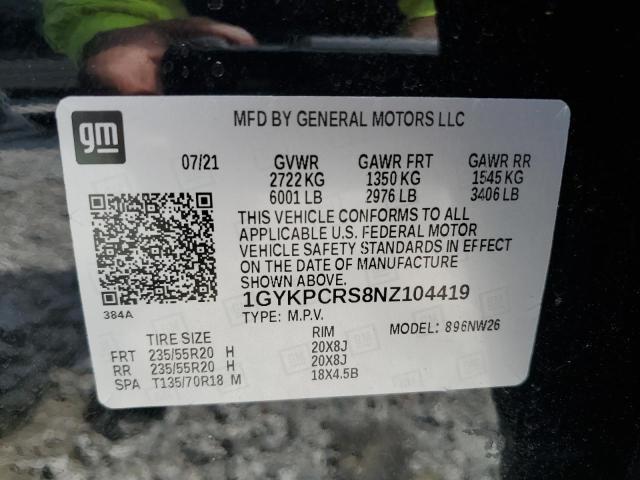 gm
MFD BY GENERAL MOTORS LLC
07/21 GVWR GAWR FRT GAWR RR
2722 KG 1350 KG 1545 KG
6001 LB 2976 LB 3406 LB
THIS VEHICLE CONFORMS TO ALL
APPLICABLE U.S. FEDERAL MOTOR
VEHICLE SAFETY STANDARDS IN EFFECT
ON THE DATE OF MANUFACTURE
SHOWN ABOVE.
384A
1GYKPCRS8NZ104419
TYPE: M.P.V. MODEL: 896NW26
TIRE SIZE RIM
FRT 235/55R20 H 20X8J
RR 235/55R20 H 20X8J
SPA T135/70R18 M 18X4.5B